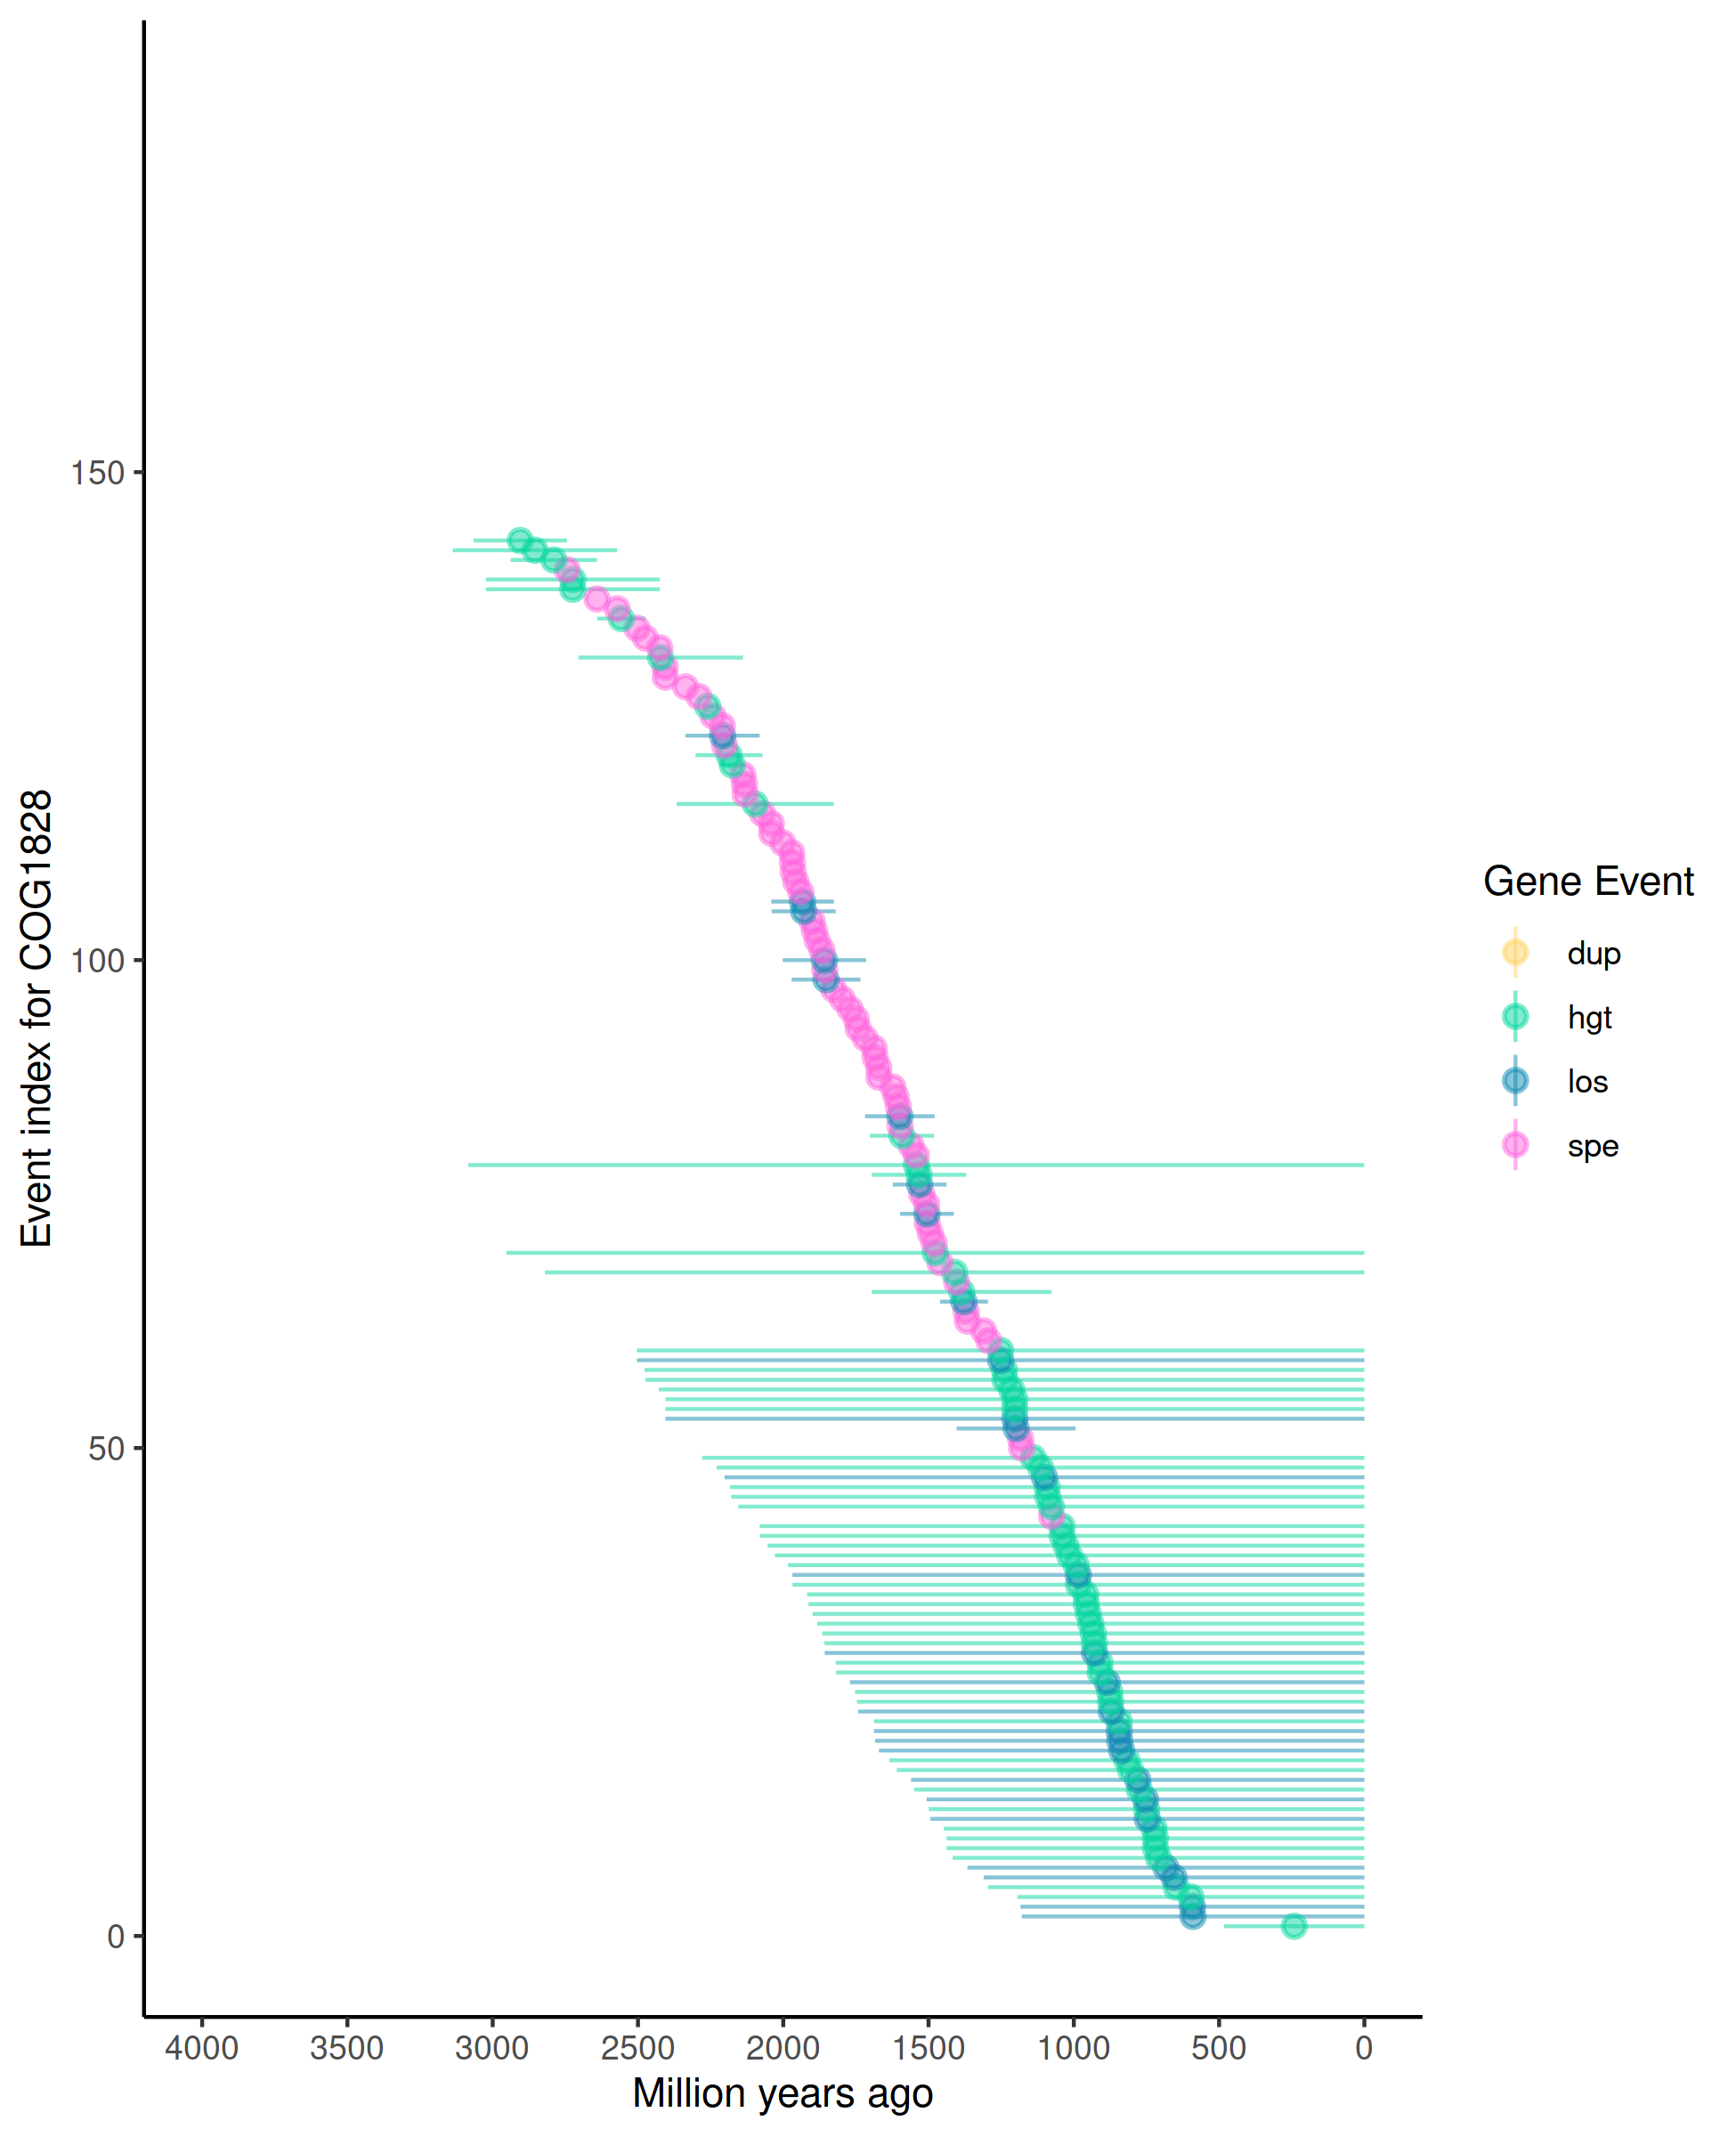 150
100
50
0
Event index for COG1828
4000 3500 3000 2500 2000 1500 1000 500 0
Million years ago
Gene Event
dup
hgt
los
spe